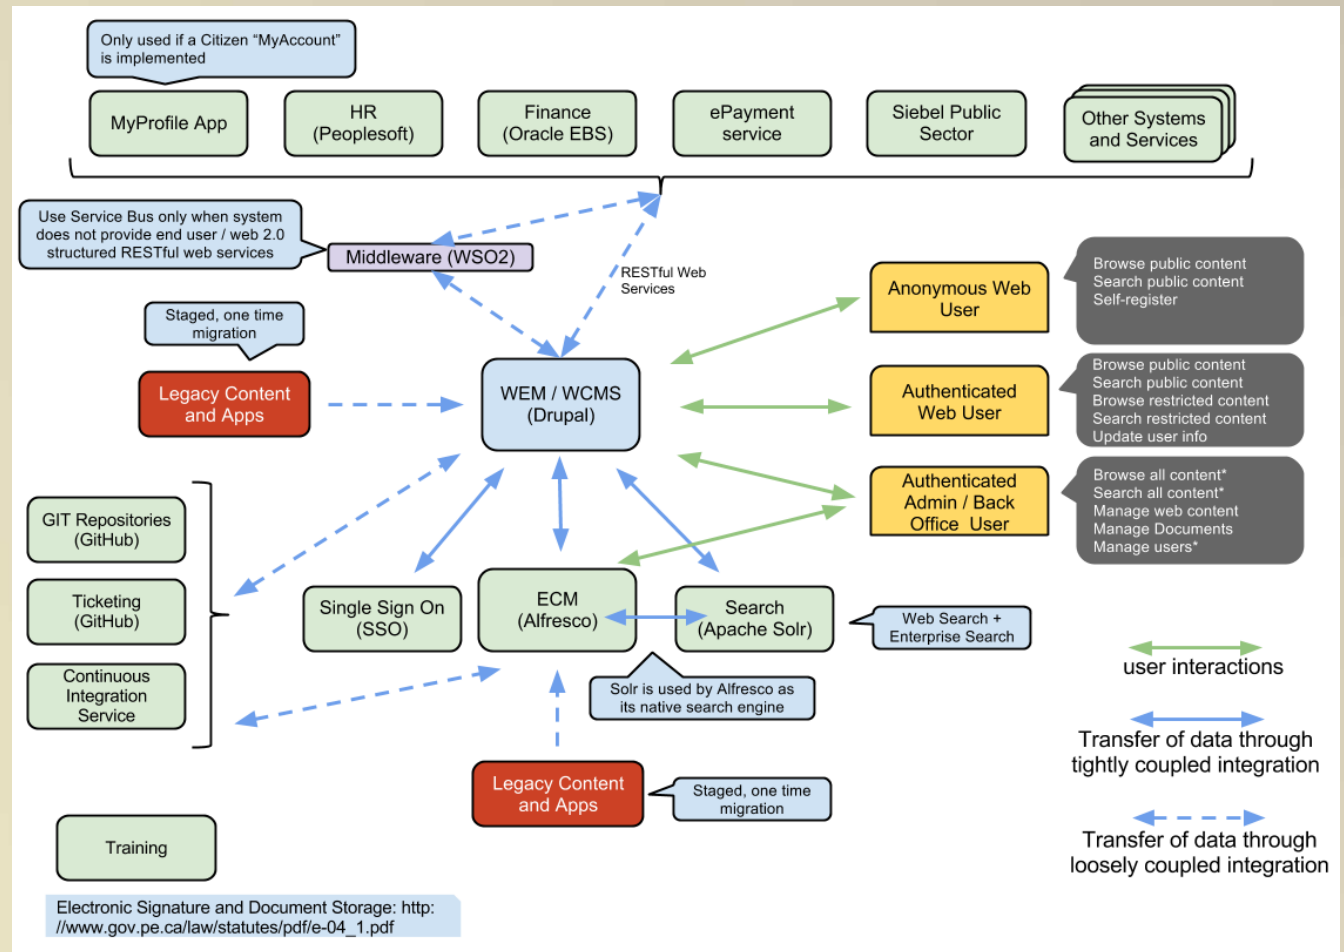 Only used if a Citizen “MyAccount”
is implemented
MyProfile App
HR
(Peoplesoft)
Finance
(Oracle EBS)
ePayment
service
Siebel Public
Sector
Other Systems
and Services
Use Service Bus only when system
does not provide end user / web 2.0
structured RESTful web services
Middleware (WSO2)
RESTful Web
Services
Anonymous Web
User
Browse public content
Search public content
Self-register
Staged, one time
migration
Legacy Content
and Apps
WEM / WCMS
(Drupal)
Authenticated
Web User
Browse public content
Search public content
Browse restricted content
Search restricted content
Update user info
Authenticated
Admin / Back
Office User
Browse all content*
Search all content*
Manage web content
Manage Documents
Manage users*
GIT Repositories
(GitHub)
Ticketing
(GitHub)
Continuous
Integration
Service
Single Sign On
(SSO)
ECM
(Alfresco)
Search
(Apache Solr)
Web Search +
Enterprise Search
Solr is used by Alfresco as
its native search engine
user interactions
Transfer of data through
tightly coupled integration
Transfer of data through
loosely coupled integration
Legacy Content
and Apps
Staged, one time
migration
Training
Electronic Signature and Document Storage: http:
//www.gov.pe.ca/law/statutes/pdf/e-04_1.pdf